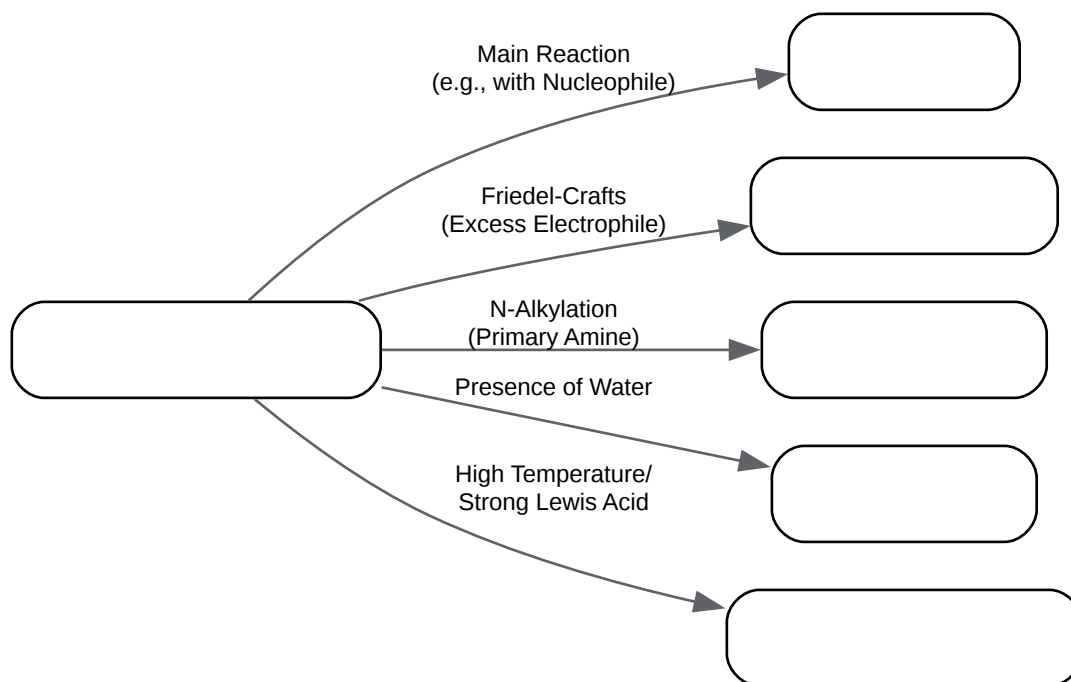 Main Reaction
(e.g., with Nucleophile)
Friedel-Crafts
(Excess Electrophile)
N-Alkylation
(Primary Amine)
Presence of Water
High Temperature/
Strong Lewis Acid